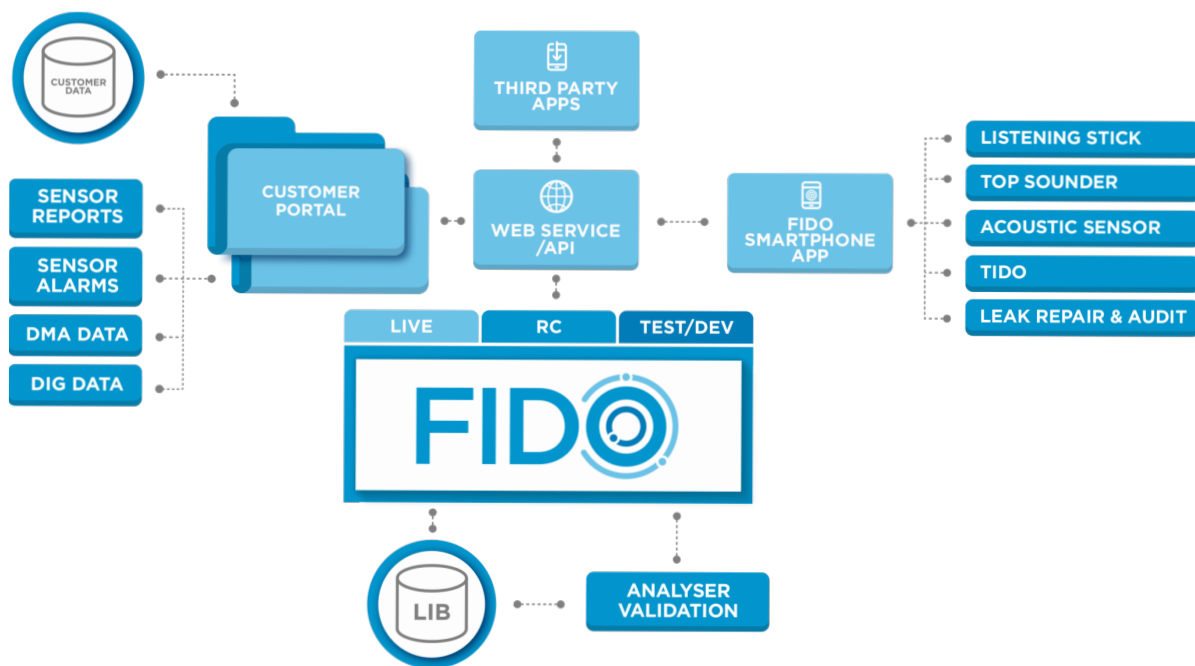 CUSTOMER
DATA
THIRD PARTY
APPS
CUSTOMER
PORTAL
WEB SERVICE
/API
FIDO
SMARTPHONE
APP
LISTENING STICK
TOP SOUNDER
ACOUSTIC SENSOR
TIDO
LEAK REPAIR & AUDIT
SENSOR
REPORTS
SENSOR
ALARMS
DMA DATA
DIG DATA
LIVE
RC
TEST/DEV
FIDO
LIB
ANALYSER
VALIDATION